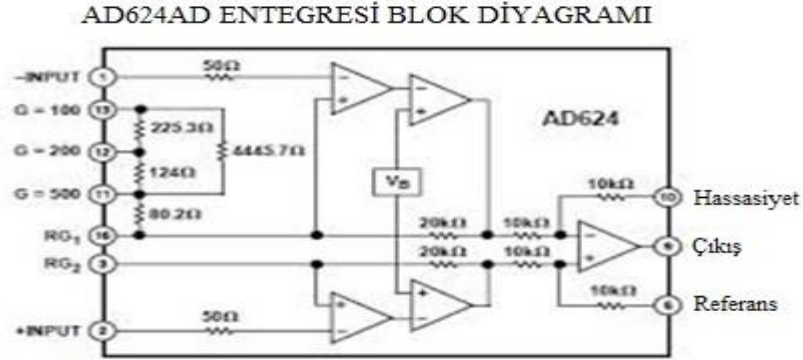 AD624AD ENTEGRESİ BLOK DİYAGRAMI
-INPUT 1
50Ω
G = 100 13
225.3Ω
AD624
G = 200 12
4445.7Ω
124Ω
VB
G = 500 11
80.2Ω
10kΩ
10 Hassasiyet
RG1 16
20kΩ
10kΩ
9 Çıkış
RG2 3
20kΩ
10kΩ
10kΩ
6 Referans
50Ω
+INPUT 2